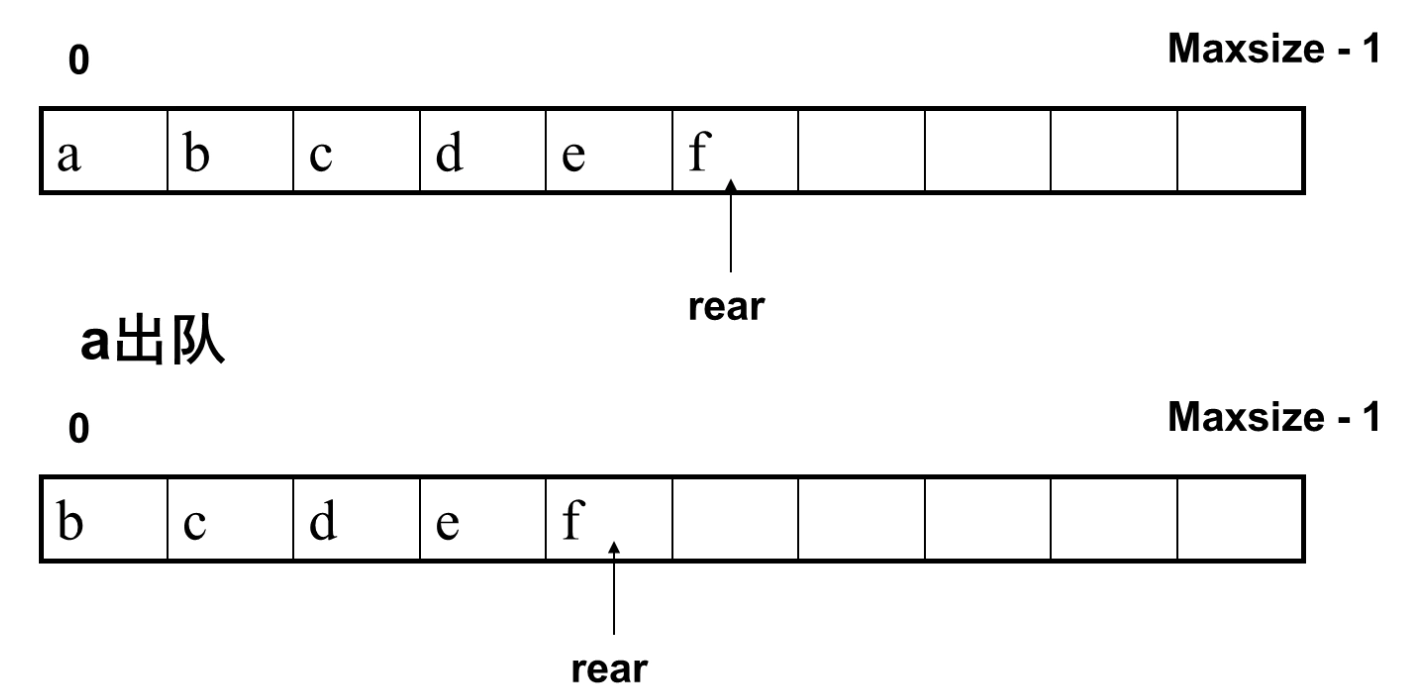 0 Maxsize - 1
a b c d e f
rear
a出队
0 Maxsize - 1
b c d e f
rear